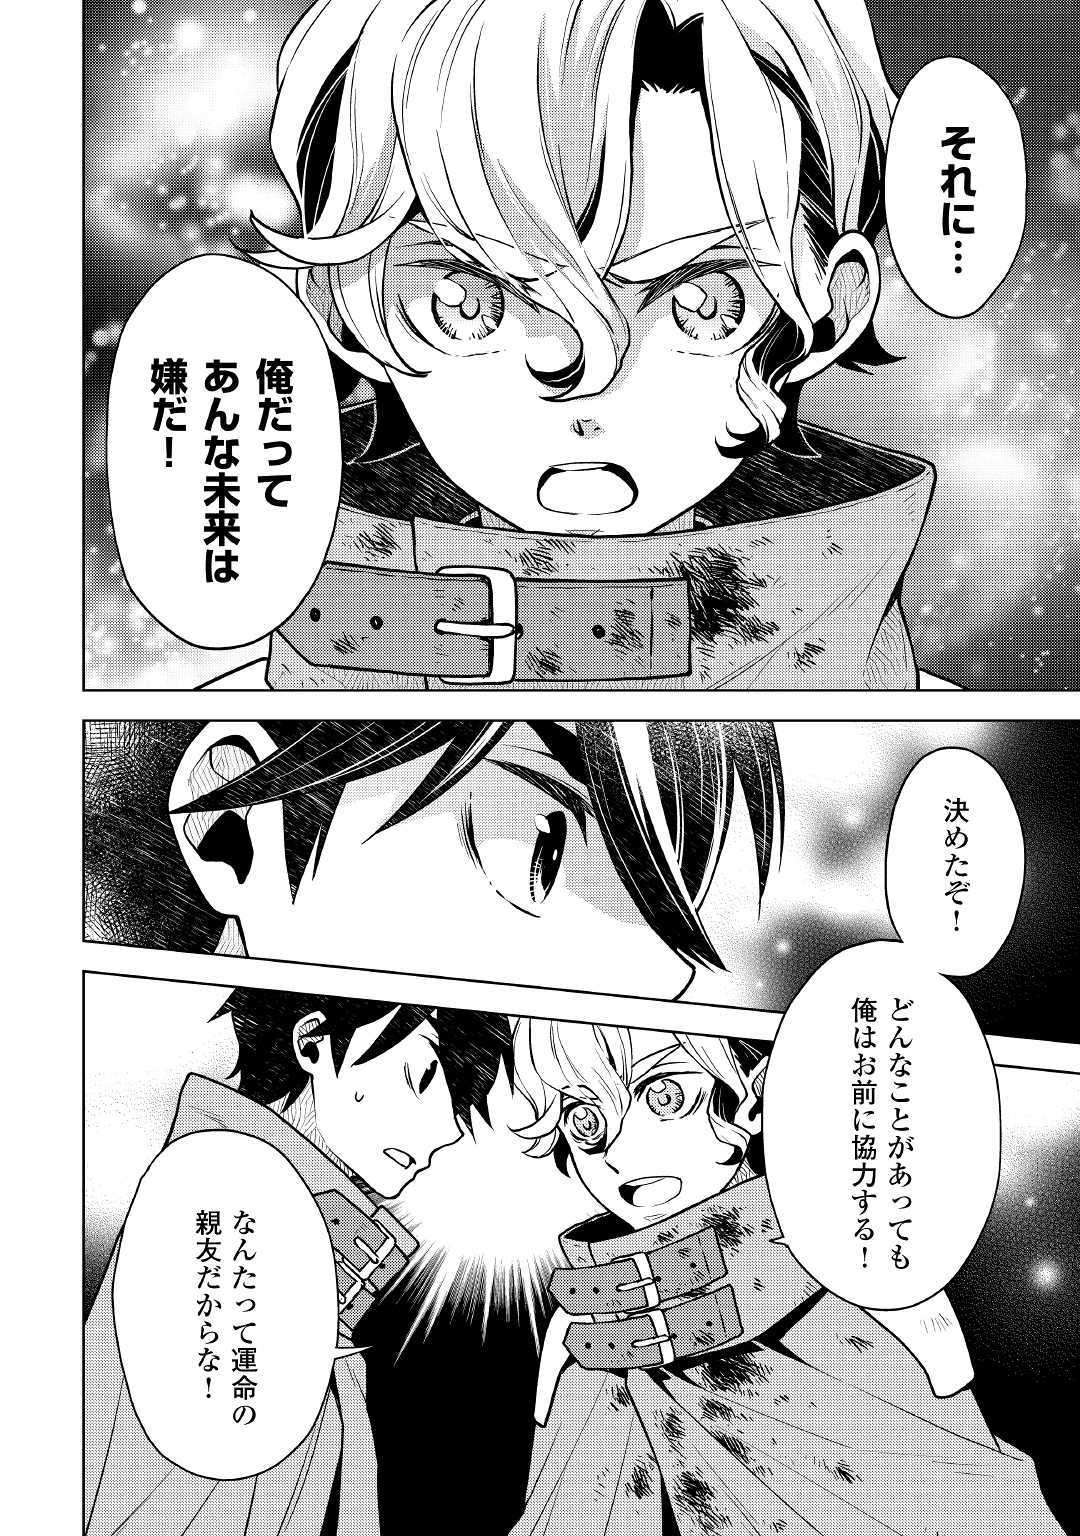 それに…
俺だって
あんな未来は
嫌だ！
決めたぞ！
どんなことがあっても
俺はお前に協力する！
なんたって運命の
親友だからな！